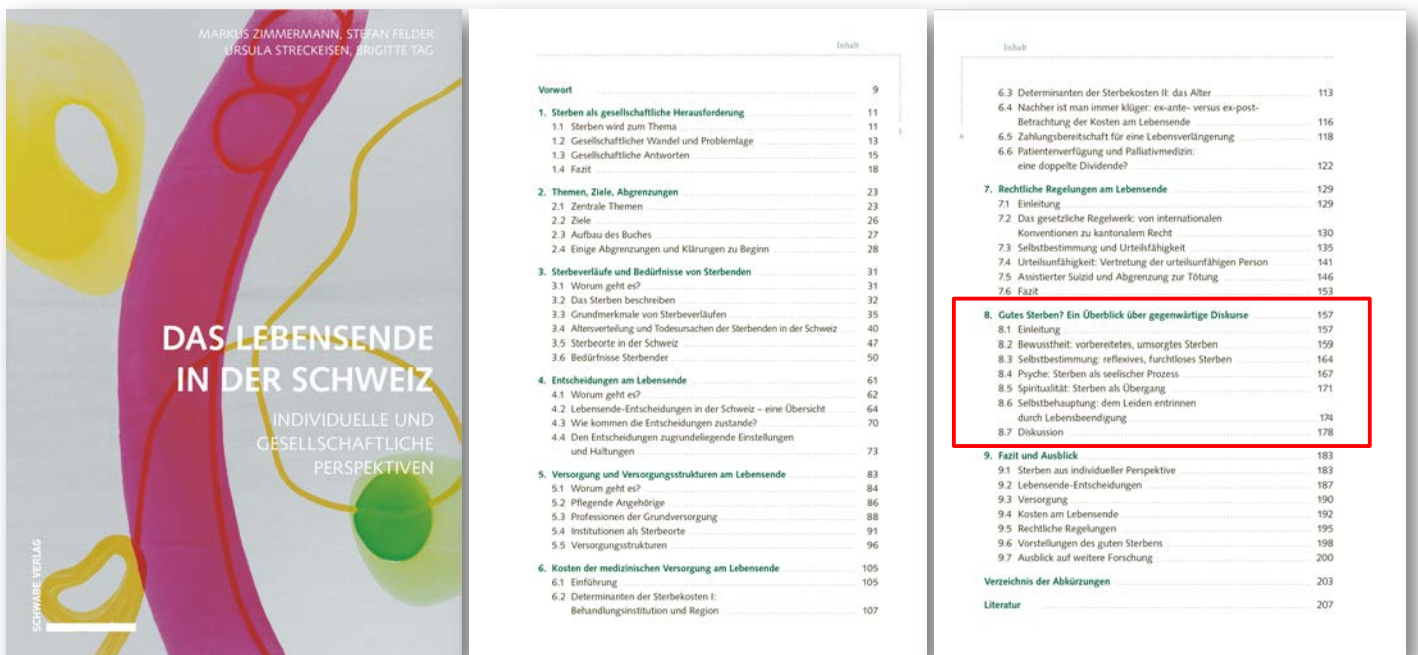 MARKUS ZIMMERMANN, STEFAN FELDER
URSULA STRECKEISEN, BRIGITTE TAG
DAS LEBENSENDE
IN DER SCHWEIZ
INDIVIDUELLE UND
GESELLSCHAFTLICHE
PERSPEKTIVEN
SCHWABE VERLAG
Inhalt
5
Vorwort 9
1. Sterben als gesellschaftliche Herausforderung 11
1.1 Sterben wird zum Thema 11
1.2 Gesellschaftlicher Wandel und Problemlage 13
1.3 Gesellschaftliche Antworten 15
1.4 Fazit 18
2. Themen, Ziele, Abgrenzungen 23
2.1 Zentrale Themen 23
2.2 Ziele 26
2.3 Aufbau des Buches 27
2.4 Einige Abgrenzungen und Klärungen zu Beginn 28
3. Sterbeverläufe und Bedürfnisse von Sterbenden 31
3.1 Worum geht es? 31
3.2 Das Sterben beschreiben 32
3.3 Grundmerkmale von Sterbeverläufen 35
3.4 Altersverteilung und Todesursachen der Sterbenden in der Schweiz 40
3.5 Sterbeorte in der Schweiz 47
3.6 Bedürfnisse Sterbender 50
4. Entscheidungen am Lebensende 61
4.1 Worum geht es? 62
4.2 Lebensende-Entscheidungen in der Schweiz – eine Übersicht 64
4.3 Wie kommen die Entscheidungen zustande? 70
4.4 Den Entscheidungen zugrundeliegende Einstellungen
und Haltungen 73
5. Versorgung und Versorgungsstrukturen am Lebensende 83
5.1 Worum geht es? 84
5.2 Pflegende Angehörige 86
5.3 Professionen der Grundversorgung 88
5.4 Institutionen als Sterbeorte 91
5.5 Versorgungsstrukturen 96
6. Kosten der medizinischen Versorgung am Lebensende 105
6.1 Einführung 105
6.2 Determinanten der Sterbekosten I:
Behandlungsinstitution und Region 107
Inhalt
6
6.3 Determinanten der Sterbekosten II: das Alter 113
6.4 Nachher ist man immer klüger: ex-ante- versus ex-post-
Betrachtung der Kosten am Lebensende 116
6.5 Zahlungsbereitschaft für eine Lebensverlängerung 118
6.6 Patientenverfügung und Palliativmedizin:
eine doppelte Dividende? 122
7. Rechtliche Regelungen am Lebensende 129
7.1 Einleitung 129
7.2 Das gesetzliche Regelwerk: von internationalen
Konventionen zu kantonalem Recht 130
7.3 Selbstbestimmung und Urteilsfähigkeit 135
7.4 Urteilsunfähigkeit: Vertretung der urteilsunfähigen Person 141
7.5 Assistierter Suizid und Abgrenzung zur Tötung 146
7.6 Fazit 153
8. Gutes Sterben? Ein Überblick über gegenwärtige Diskurse 157
8.1 Einleitung 157
8.2 Bewusstheit: vorbereitetes, umsorgtes Sterben 159
8.3 Selbstbestimmung: reflexives, furchtloses Sterben 164
8.4 Psyche: Sterben als seelischer Prozess 167
8.5 Spiritualität: Sterben als Übergang 171
8.6 Selbstbehauptung: dem Leiden entrinnen
durch Lebensbeendigung 174
8.7 Diskussion 178
9. Fazit und Ausblick 183
9.1 Sterben aus individueller Perspektive 183
9.2 Lebensende-Entscheidungen 187
9.3 Versorgung 190
9.4 Kosten am Lebensende 192
9.5 Rechtliche Regelungen 195
9.6 Vorstellungen des guten Sterbens 198
9.7 Ausblick auf weitere Forschung 200
Verzeichnis der Abkürzungen 203
Literatur 207